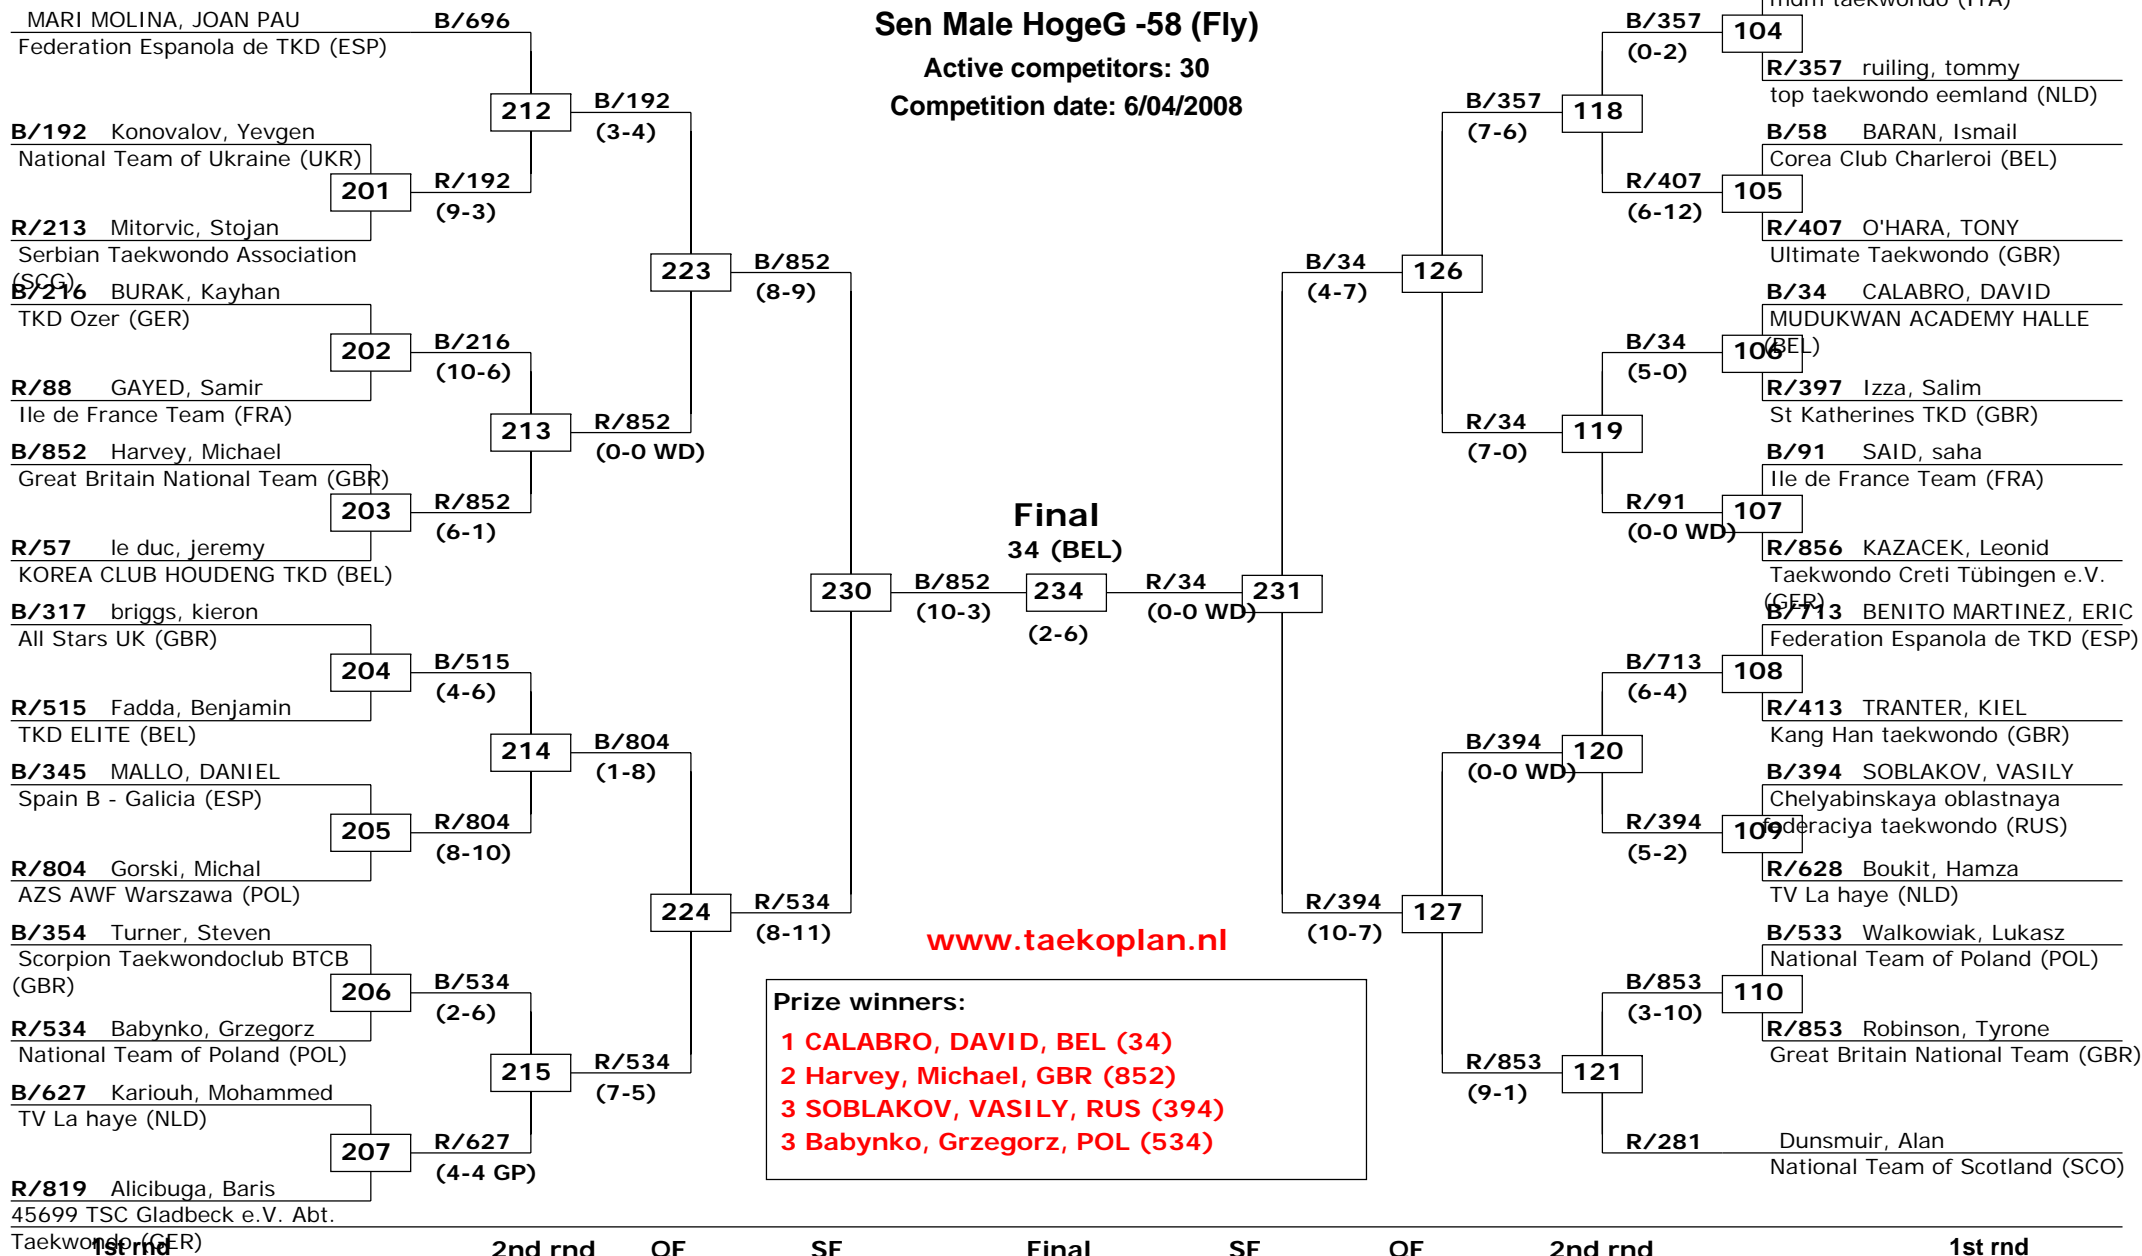 Sen Male HogeG -58 (Fly)
Active competitors: 30
Competition date: 6/04/2008
MARI MOLINA, JOAN PAU B/696
Federation Espanola de TKD (ESP)
212
B/192
(3-4)
B/192 Konovalov, Yevgen
National Team of Ukraine (UKR)
201
R/192
(9-3)
R/213 Mitorvic, Stojan
Serbian Taekwondo Association
(SCG)
223
B/852
(8-9)
B/216 BURAK, Kayhan
TKD Ozer (GER)
202
B/216
(10-6)
R/88 GAYED, Samir
Ile de France Team (FRA)
213
R/852
(0-0 WD)
B/852 Harvey, Michael
Great Britain National Team (GBR)
203
R/852
(6-1)
R/57 le duc, jeremy
KOREA CLUB HOUDENG TKD (BEL)
230
B/852
(10-3)
B/317 briggs, kieron
All Stars UK (GBR)
204
B/515
(4-6)
R/515 Fadda, Benjamin
TKD ELITE (BEL)
214
B/804
(1-8)
B/345 MALLO, DANIEL
Spain B - Galicia (ESP)
205
R/804
(8-10)
R/804 Gorski, Michal
AZS AWF Warszawa (POL)
224
R/534
(8-11)
B/354 Turner, Steven
Scorpion Taekwondoclub BTCB
(GBR)
206
B/534
(2-6)
R/534 Babynko, Grzegorz
National Team of Poland (POL)
215
R/534
(7-5)
B/627 Kariouh, Mohammed
TV La haye (NLD)
207
R/627
(4-4 GP)
R/819 Alicibuga, Baris
45699 TSC Gladbeck e.V. Abt.
Taekwondo (GER)
Final
34 (BEL)
234
(2-6)
R/34
(0-0 WD)
231
www.taekoplan.nl
Prize winners:
1 CALABRO, DAVID, BEL (34)
2 Harvey, Michael, GBR (852)
3 SOBLAKOV, VASILY, RUS (394)
3 Babynko, Grzegorz, POL (534)
B/357
(0-2)
104
R/357 ruiling, tommy
top taekwondo eemland (NLD)
B/357
(7-6)
118
B/58 BARAN, Ismail
Corea Club Charleroi (BEL)
R/407
(6-12)
105
R/407 O'HARA, TONY
Ultimate Taekwondo (GBR)
B/34
(4-7)
126
B/34 CALABRO, DAVID
MUDUKWAN ACADEMY HALLE
(BEL)
B/34
(5-0)
106
R/397 Izza, Salim
St Katherines TKD (GBR)
R/34
(7-0)
119
B/91 SAID, saha
Ile de France Team (FRA)
R/91
(0-0 WD)
107
R/856 KAZACEK, Leonid
Taekwondo Creti Tübingen e.V.
(GER)
B/713 BENITO MARTINEZ, ERIC
Federation Espanola de TKD (ESP)
B/713
(6-4)
108
R/413 TRANTER, KIEL
Kang Han taekwondo (GBR)
B/394
(0-0 WD)
120
B/394 SOBLAKOV, VASILY
Chelyabinskaya oblastnaya
federaciya taekwondo (RUS)
R/394
(5-2)
109
R/628 Boukit, Hamza
TV La haye (NLD)
R/394
(10-7)
127
B/533 Walkowiak, Lukasz
National Team of Poland (POL)
B/853
(3-10)
110
R/853 Robinson, Tyrone
Great Britain National Team (GBR)
R/853
(9-1)
121
R/281 Dunsmuir, Alan
National Team of Scotland (SCO)
1st rnd 2nd rnd QF SF Final SF QF 2nd rnd 1st rnd